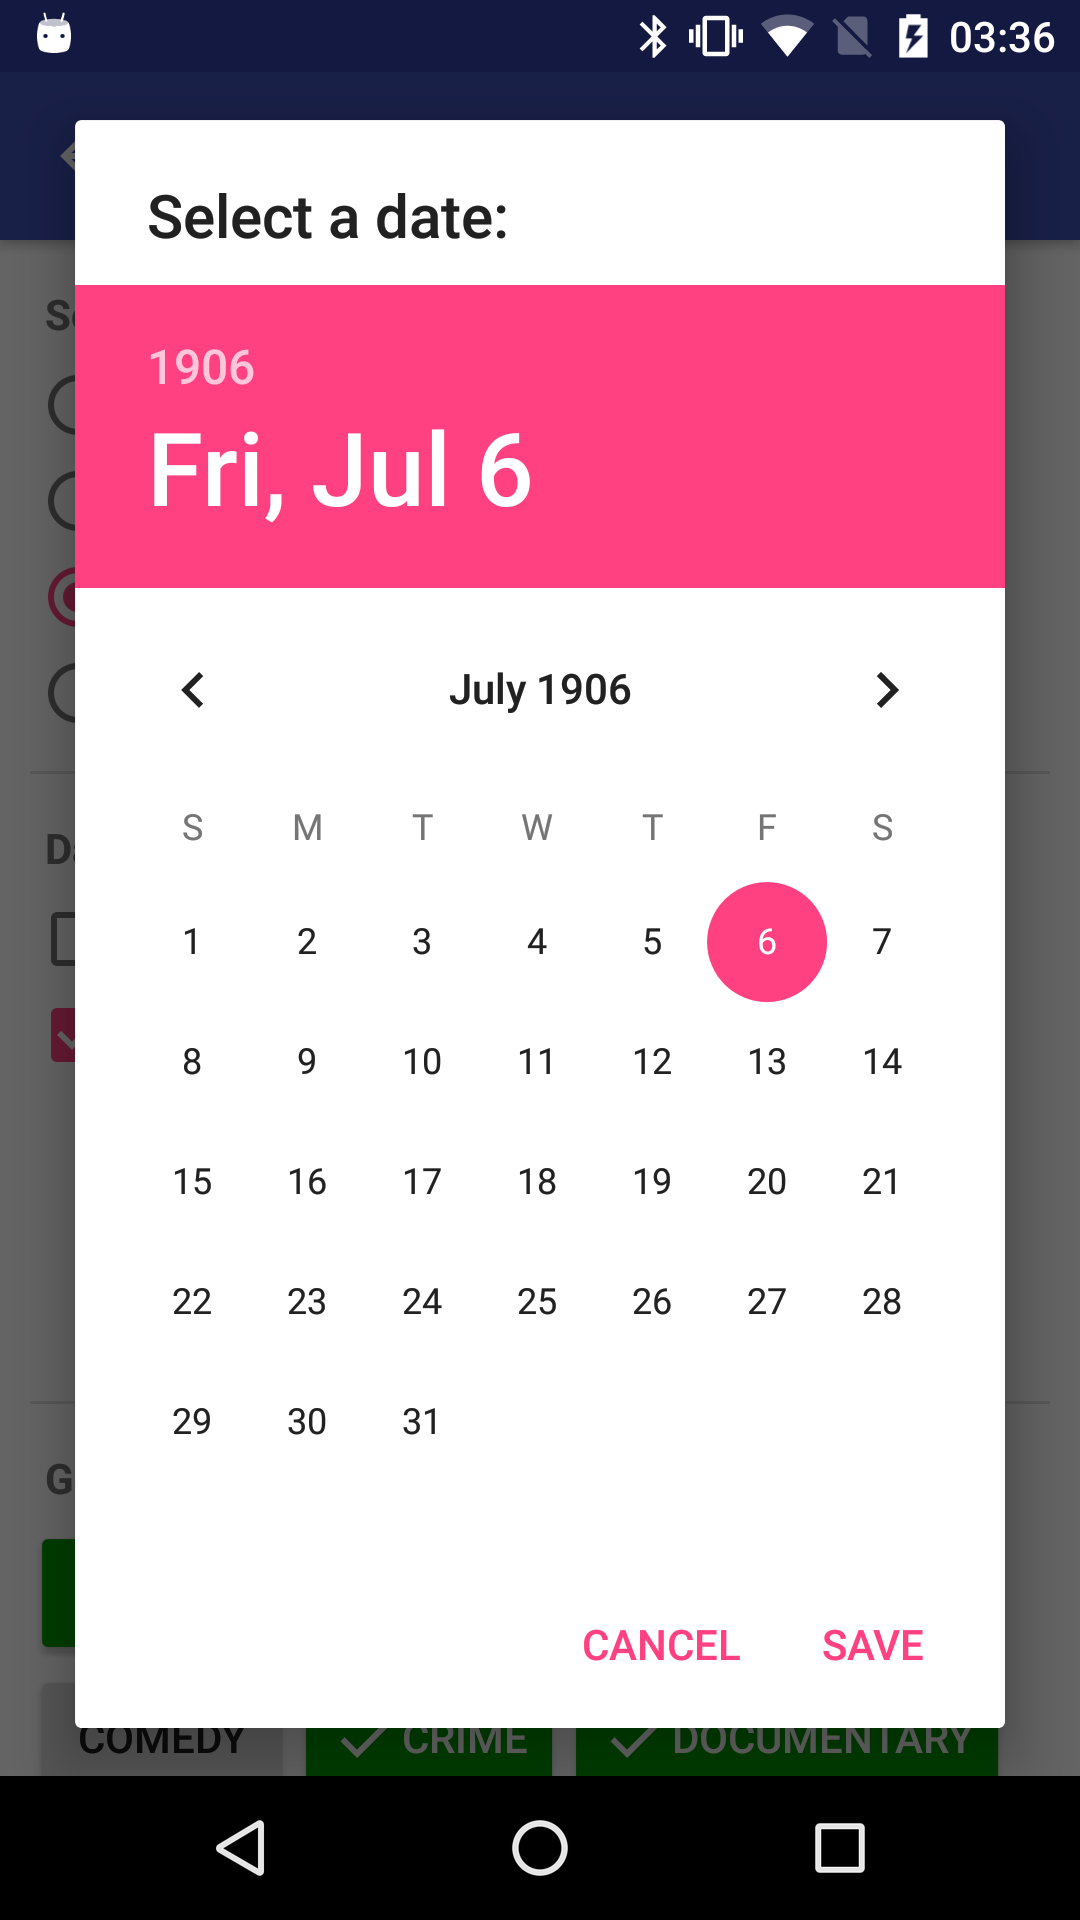 03:36
Select a date:
1906
Fri, Jul 6
July 1906
S M T W T F S
1 2 3 4 5 6 7
8 9 10 11 12 13 14
15 16 17 18 19 20 21
22 23 24 25 26 27 28
29 30 31
CANCEL SAVE
COMEDY CRIME DOCUMENTARY